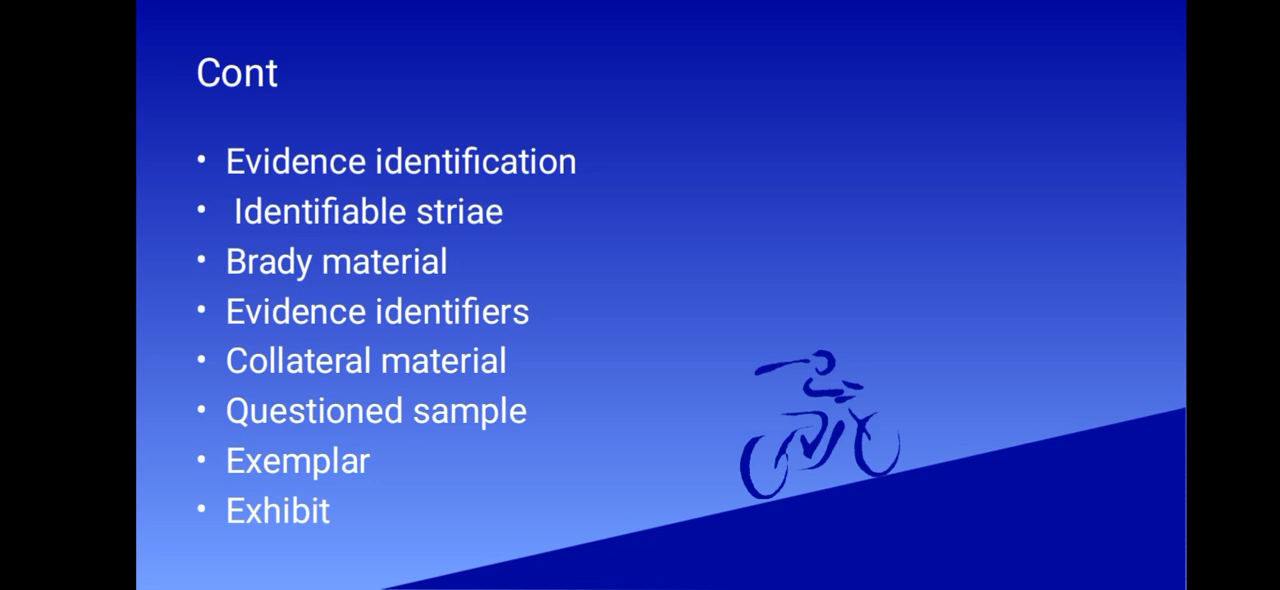 Cont
• Evidence identification
• Identifiable striae
• Brady material
• Evidence identifiers
• Collateral material
• Questioned sample
• Exemplar
• Exhibit